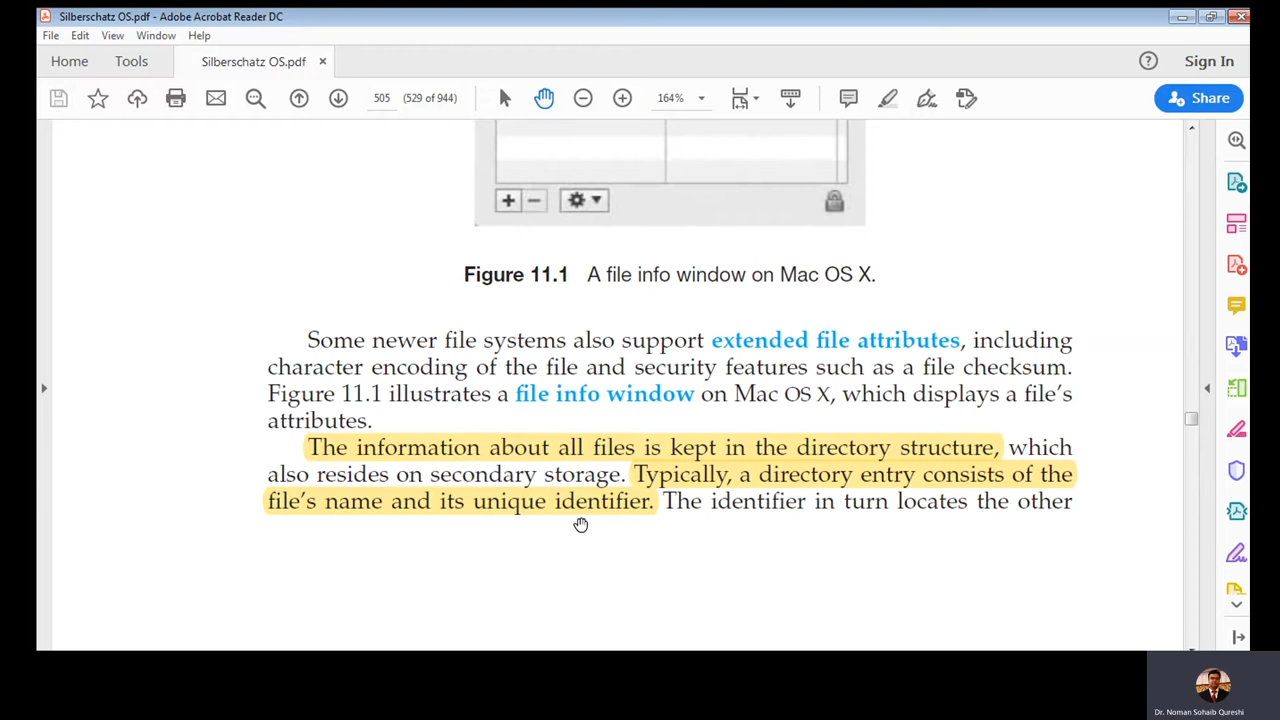 Silberschatz OS.pdf - Adobe Acrobat Reader DC
File Edit View Window Help
Home Tools Silberschatz OS.pdf × Sign In
505 (529 of 944) 164% Share
Figure 11.1 A file info window on Mac OS X.
Some newer file systems also support extended file attributes, including
character encoding of the file and security features such as a file checksum.
Figure 11.1 illustrates a file info window on Mac OS X, which displays a file's
attributes.
The information about all files is kept in the directory structure, which
also resides on secondary storage. Typically, a directory entry consists of the
file's name and its unique identifier. The identifier in turn locates the other
Dr. Noman Sohaib Qureshi